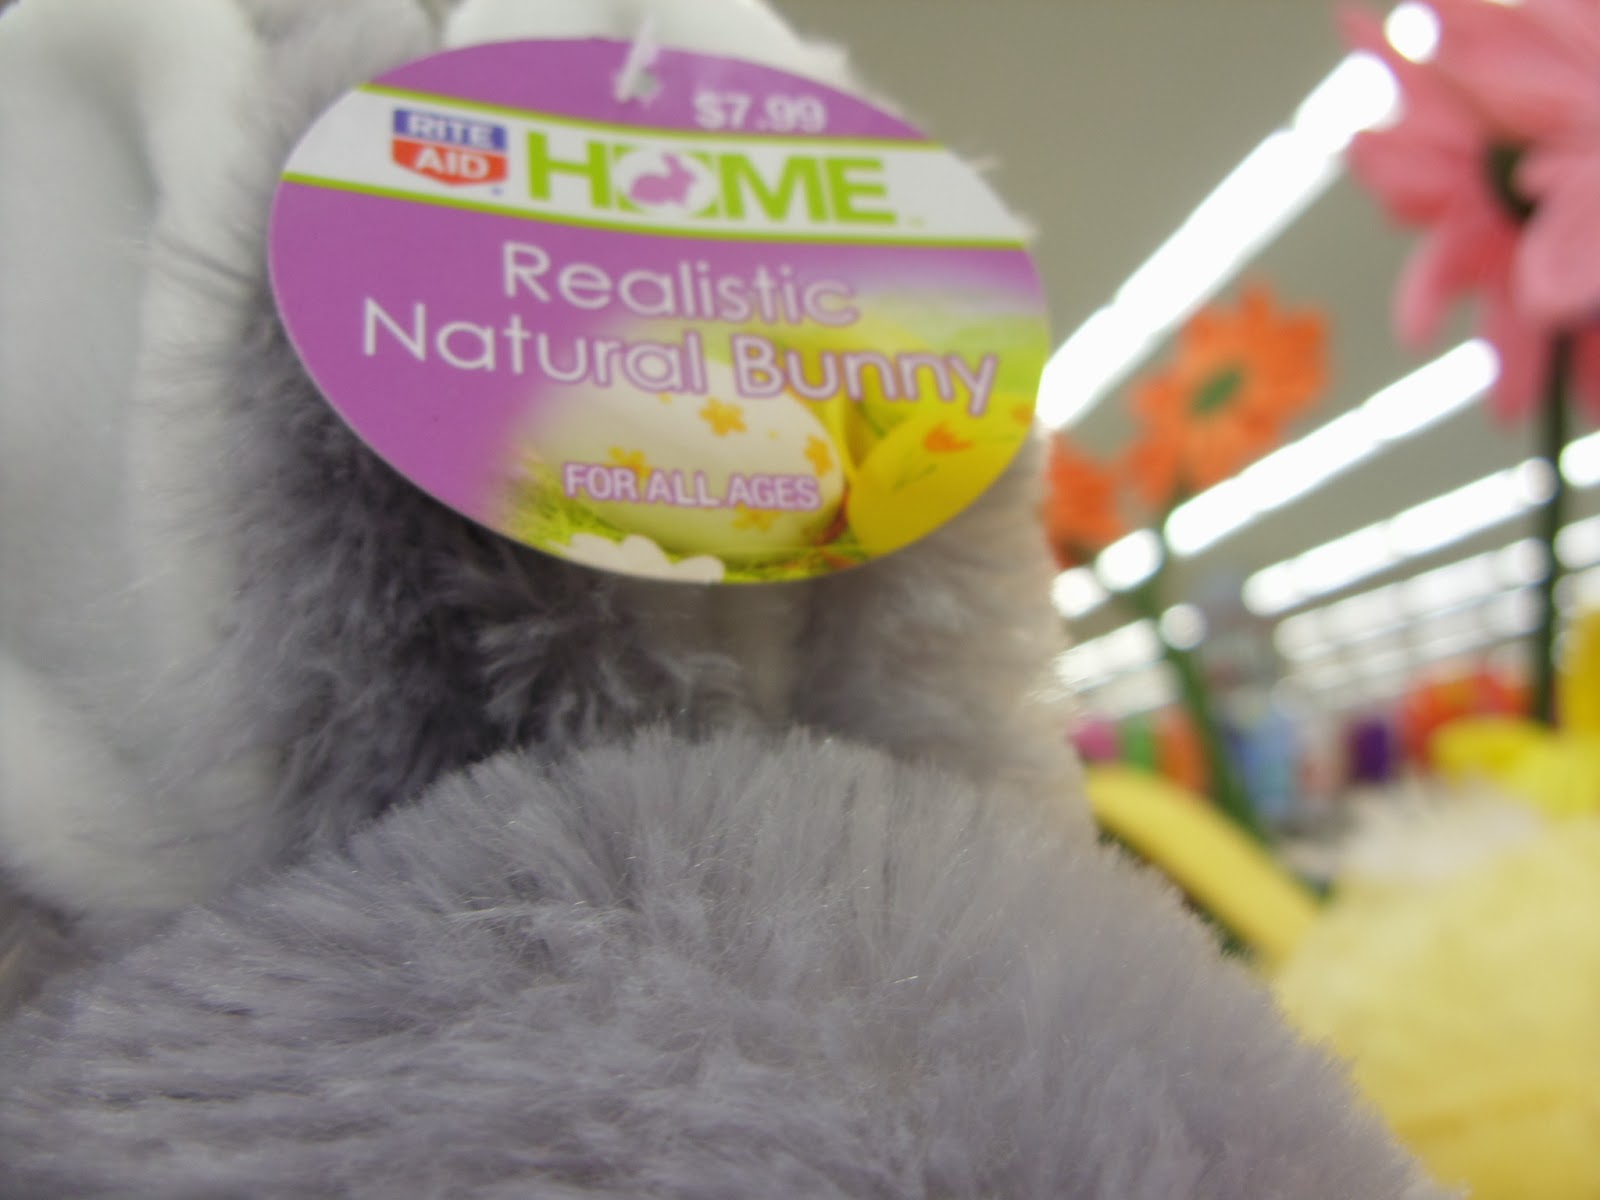 $7.99
RITE AID HOME
Realistic
Natural Bunny
FOR ALL AGES